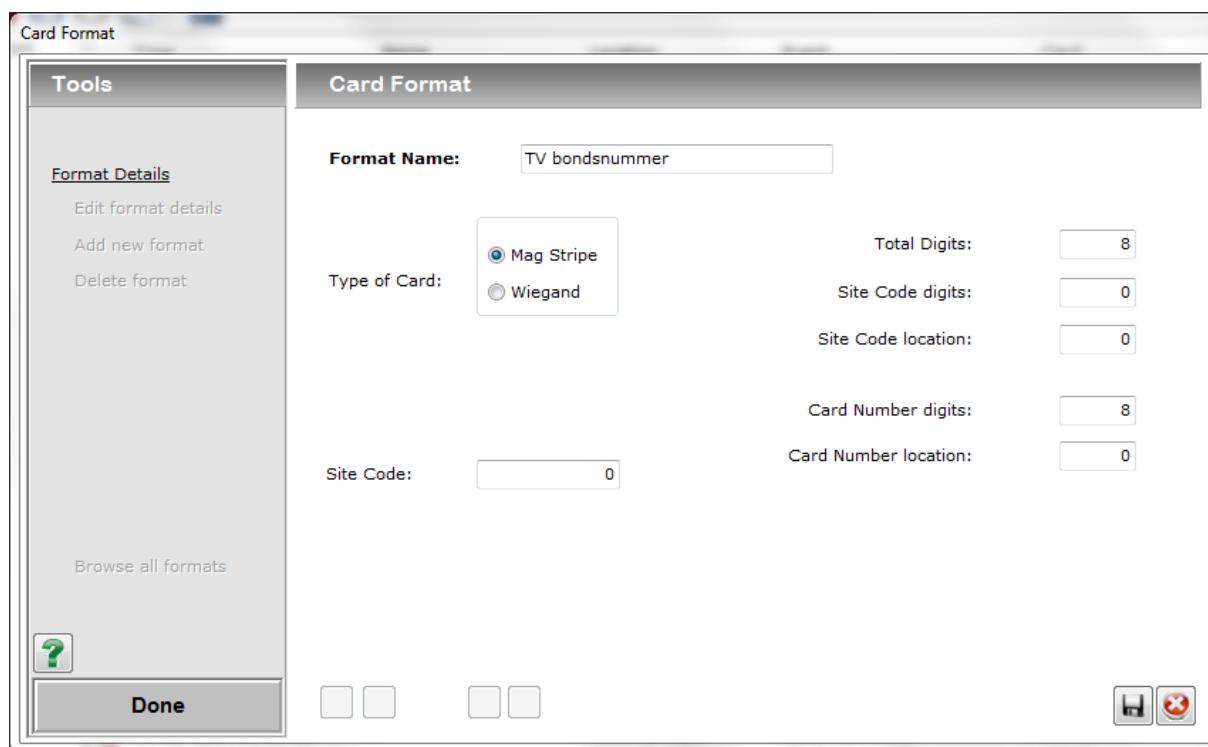 Card Format
Tools
Format Details
Edit format details
Add new format
Delete format
Browse all formats
Done
Card Format
Format Name: TV bondsnummer
Type of Card:
Mag Stripe
Wiegand
Site Code: 0
Total Digits: 8
Site Code digits: 0
Site Code location: 0
Card Number digits: 8
Card Number location: 0